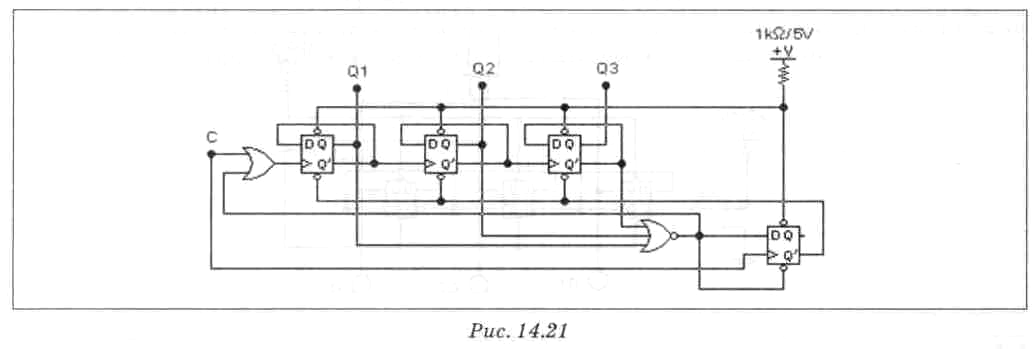 1kΩ/5V
+V
Q1
Q2
Q3
C
D Q
Q'
D Q
Q'
D Q
Q'
D Q
Q'
Рис. 14.21